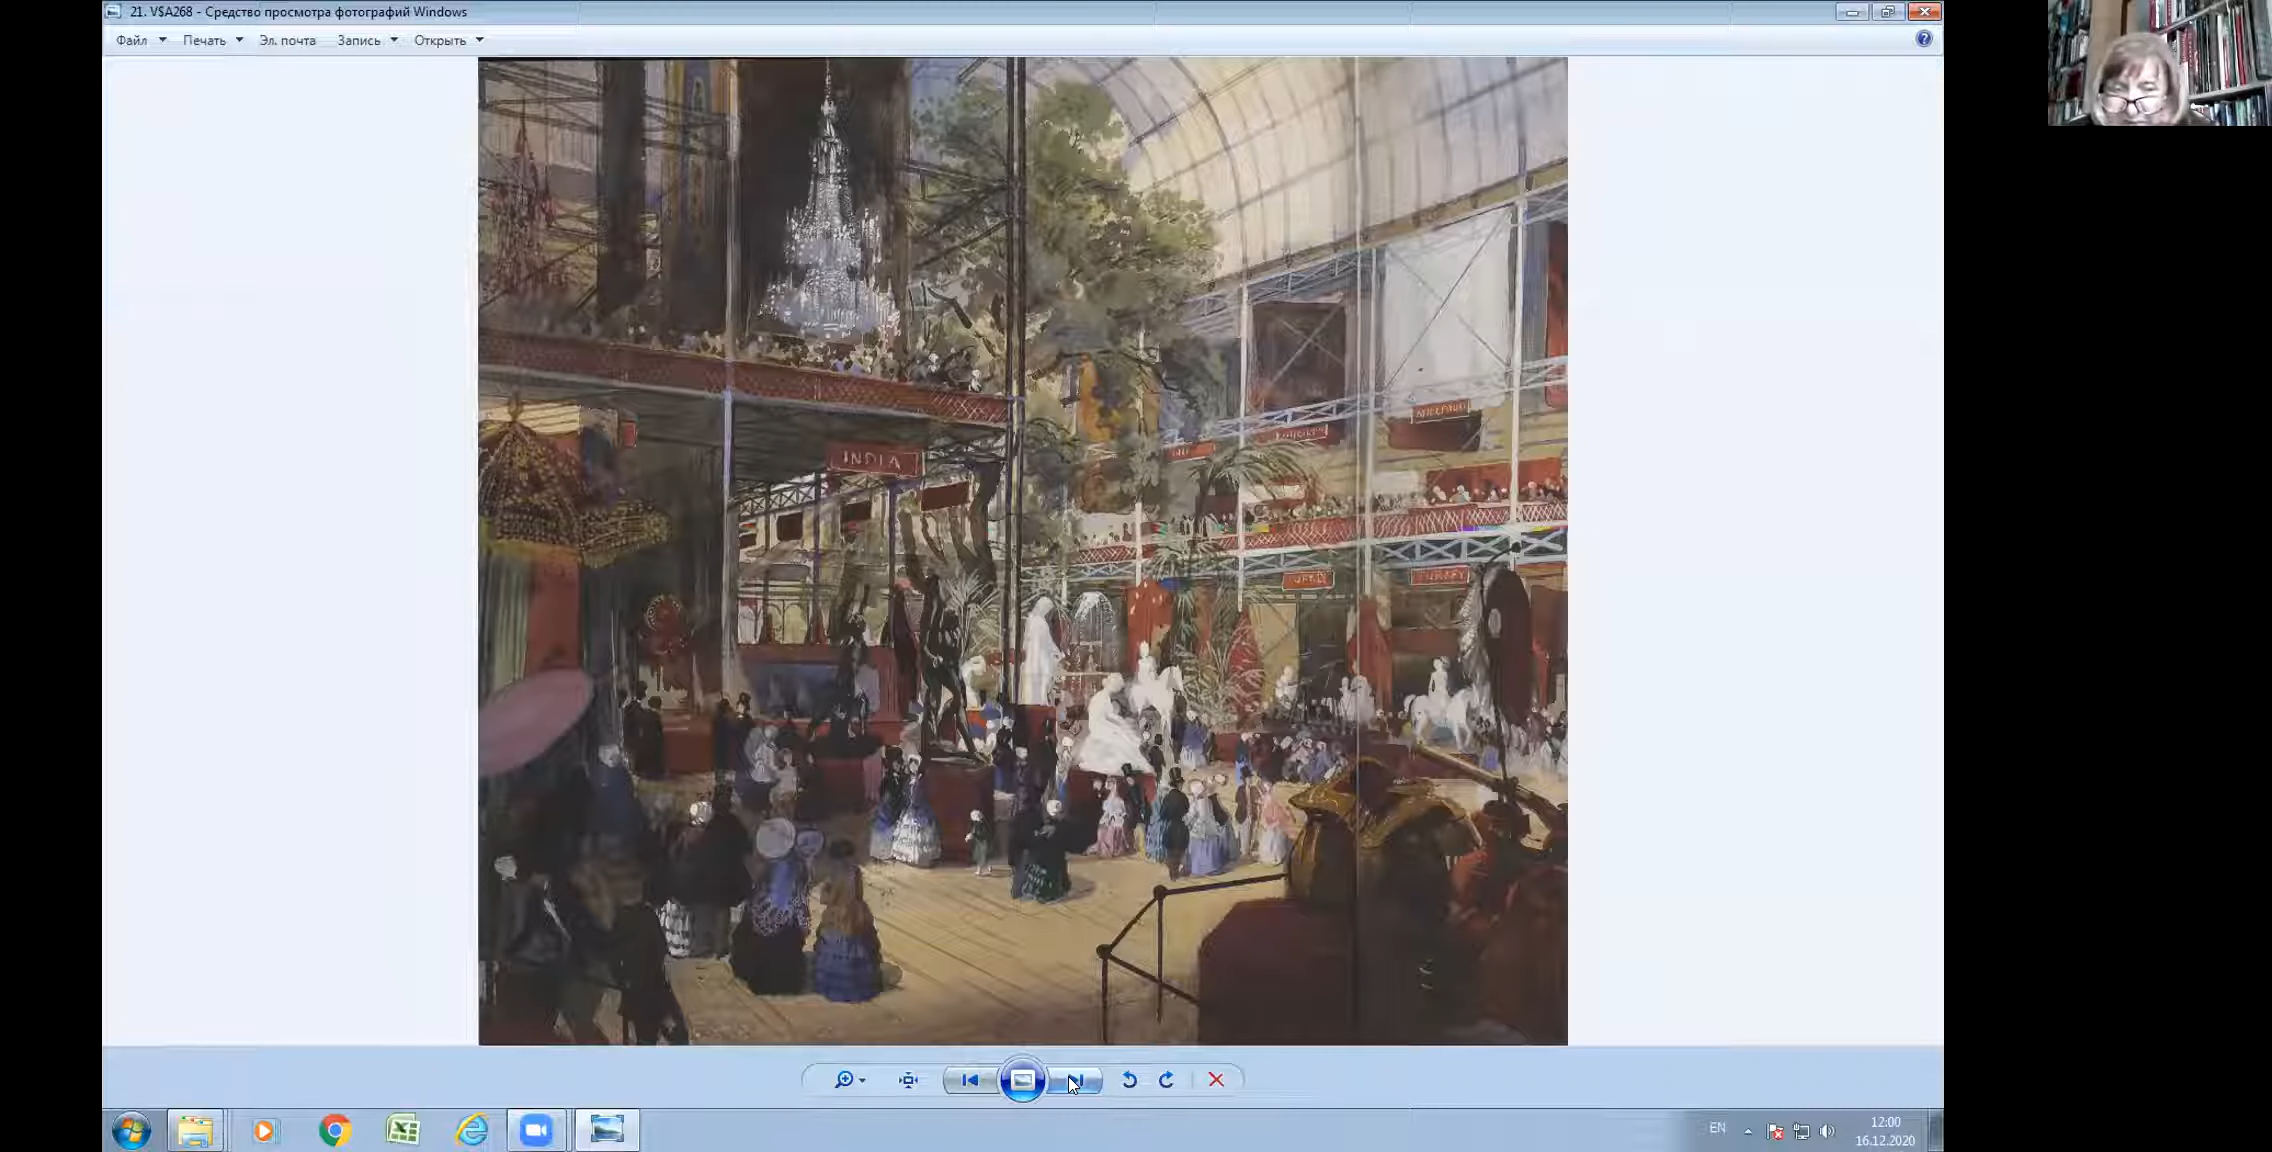 21. V$A268 - Средство просмотра фотографий Windows
Файл Печать Эл. почта Запись Открыть
INDIA
TURKEY
EN
12:00
16.12.2020